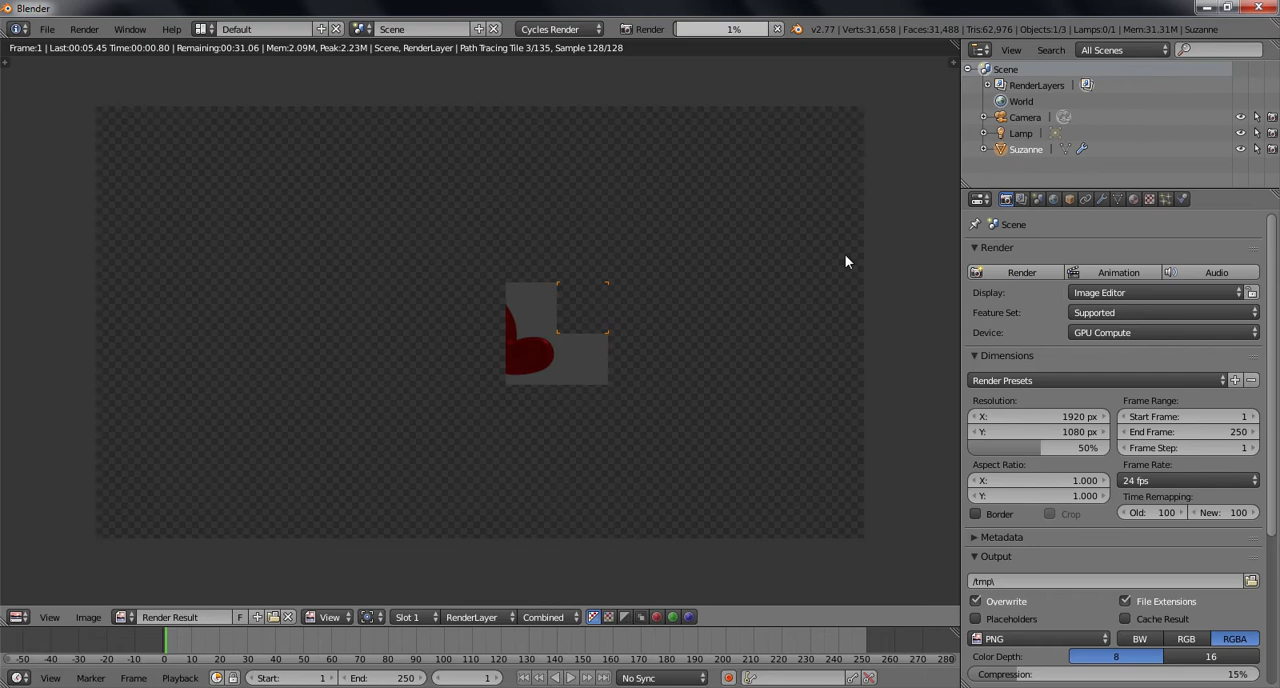 Blender
File Render Window Help Default Scene Cycles Render Render 1% v2.77 | Verts:31,658 | Faces:31,488 | Tris:62,976 | Objects:1/3 | Lamps:0/1 | Mem:31.31M | Suzanne
Frame:1 | Last:00:05.45 Time:00:00.80 | Remaining:00:31.06 | Mem:2.09M, Peak:2.23M | Scene, RenderLayer | Path Tracing Tile 3/135, Sample 128/128
View Search All Scenes
Scene
RenderLayers
World
Camera
Lamp
Suzanne
Scene
Render
Render Animation Audio
Display: Image Editor
Feature Set: Supported
Device: GPU Compute
Dimensions
Render Presets
Resolution: Frame Range:
X: 1920 px Start Frame: 1
Y: 1080 px End Frame: 250
50% Frame Step: 1
Aspect Ratio: Frame Rate:
X: 1.000 24 fps
Y: 1.000 Time Remapping:
Border Crop Old: 100 New: 100
Metadata
Output
/tmp\
Overwrite File Extensions
Placeholders Cache Result
PNG BW RGB RGBA
Color Depth: 8 16
Compression: 15%
View Image Render Result F View Slot 1 RenderLayer Combined
-50 -40 -30 -20 -10 0 10 20 30 40 50 60 70 80 90 100 110 120 130 140 150 160 170 180 190 200 210 220 230 240 250 260 270 280
View Marker Frame Playback Start: 1 End: 250 1 No Sync